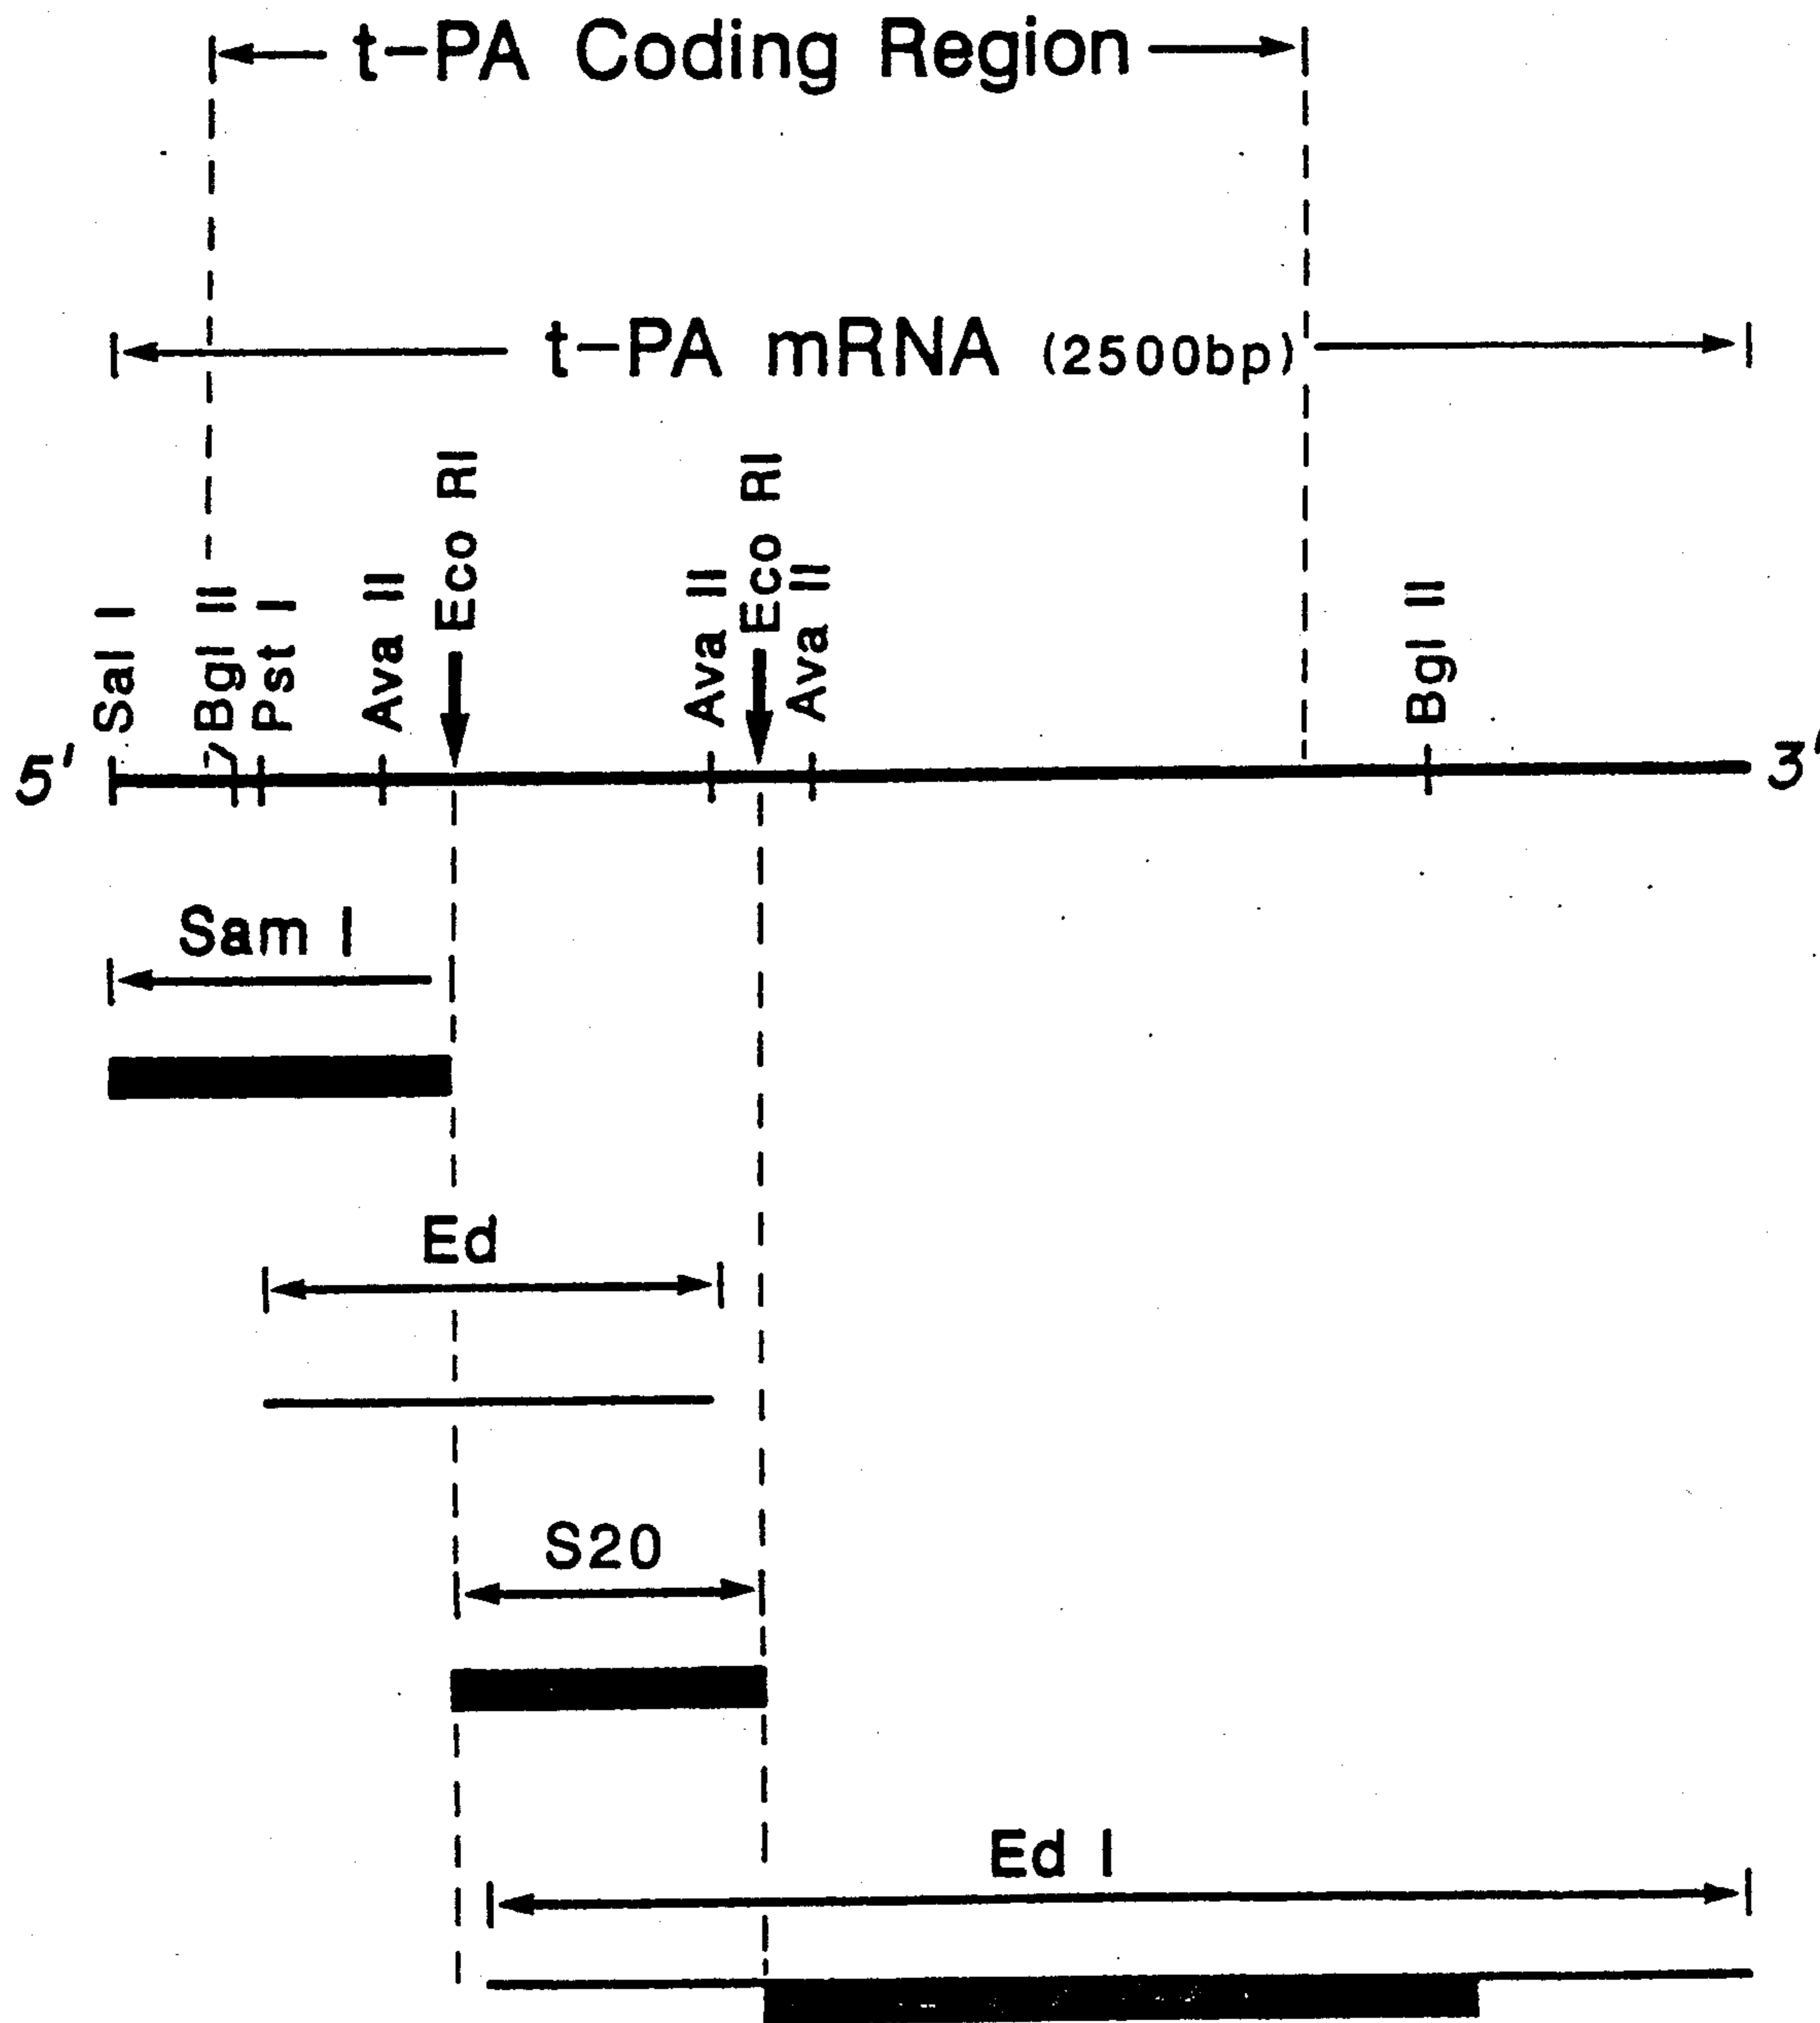 t-PA Coding Region
t-PA mRNA (2500bp)
Sal I
Bgl II
Pst I
Ava II
Eco RI
Ava II
Eco RI
Ava II
Bgl II
5'
3'
Sam I
Ed
S20
Ed I